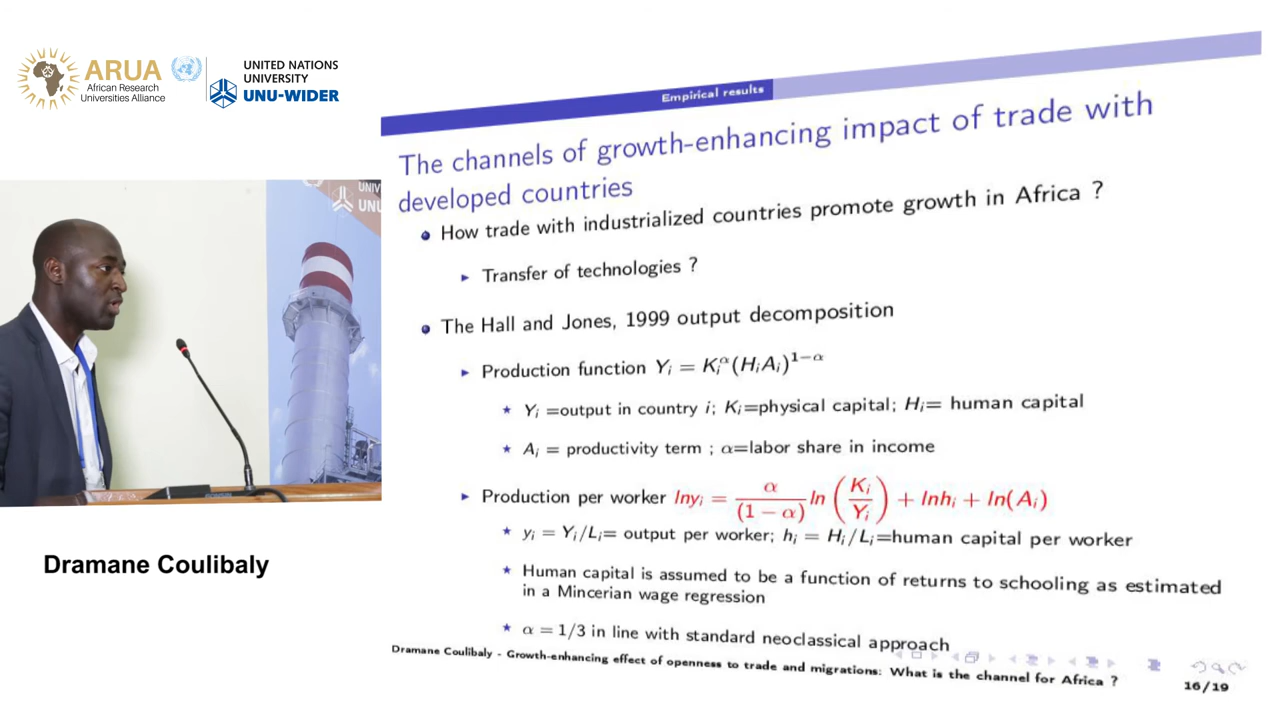 ARUA
African Research
Universities Alliance
UNITED NATIONS
UNIVERSITY
UNU-WIDER
UNIV
UNU
Dramane Coulibaly
Empirical results
The channels of growth-enhancing impact of trade with
developed countries
How trade with industrialized countries promote growth in Africa ?
Transfer of technologies ?
The Hall and Jones, 1999 output decomposition
Production function Y_i = K_i^α(H_iA_i)^{1−α}
Y_i =output in country i; K_i=physical capital; H_i= human capital
A_i = productivity term ; α=labor share in income
Production per worker lny_i = α/(1 − α) ln (K_i/Y_i) + lnh_i + ln(A_i)
y_i = Y_i/L_i= output per worker; h_i = H_i/L_i=human capital per worker
Human capital is assumed to be a function of returns to schooling as estimated
in a Mincerian wage regression
α = 1/3 in line with standard neoclassical approach
Dramane Coulibaly - Growth-enhancing effect of openness to trade and migrations: What is the channel for Africa ?
16/19